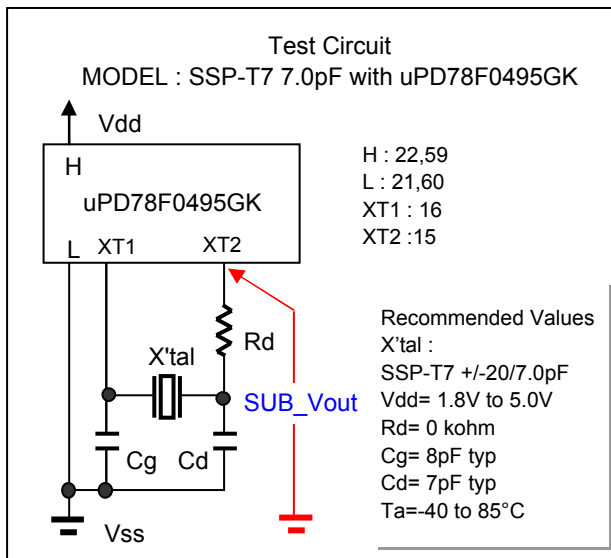 Test Circuit
MODEL : SSP-T7 7.0pF with uPD78F0495GK
Vdd
H
uPD78F0495GK
L XT1 XT2
H : 22,59
L : 21,60
XT1 : 16
XT2 :15
Rd
X'tal
SUB_Vout
Cg Cd
Vss
Recommended Values
X’tal :
SSP-T7 +/-20/7.0pF
Vdd= 1.8V to 5.0V
Rd= 0 kohm
Cg= 8pF typ
Cd= 7pF typ
Ta=-40 to 85°C